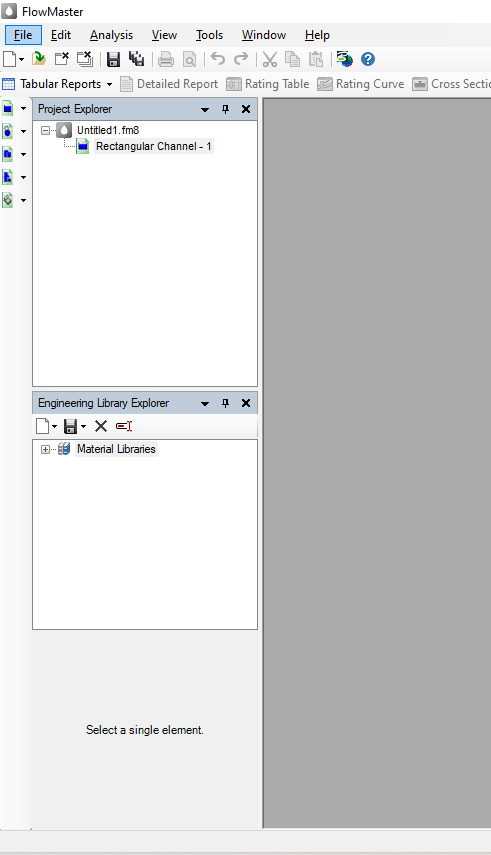 FlowMaster
File Edit Analysis View Tools Window Help
Tabular Reports Detailed Report Rating Table Rating Curve Cross Sectio
Project Explorer
Untitled1.fm8
Rectangular Channel - 1
Engineering Library Explorer
Material Libraries
Select a single element.